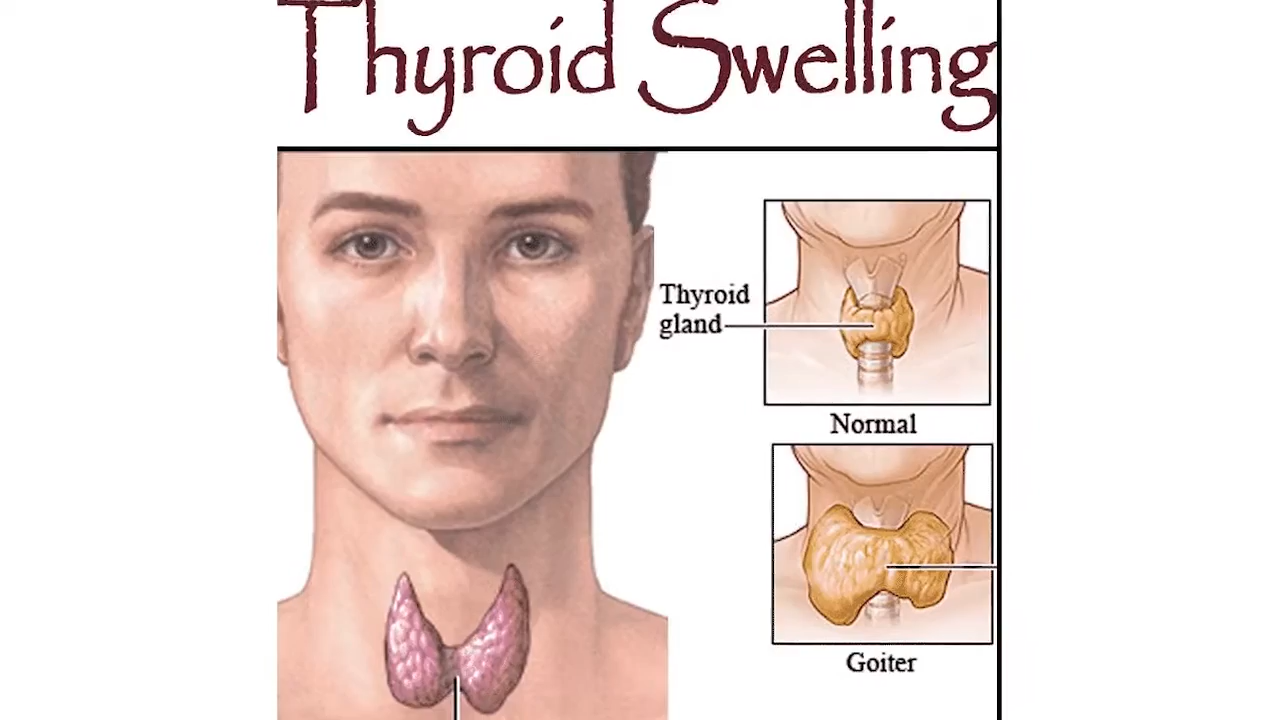 Thyroid Swelling
Thyroid
gland
Normal
Goiter